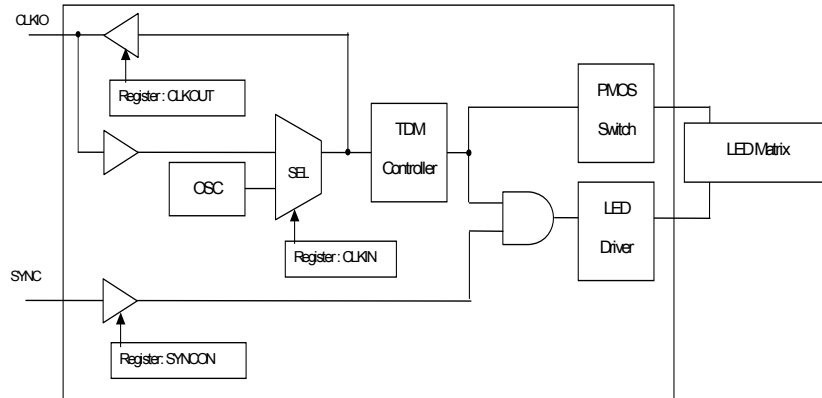 CLKIO
Register : CLKOUT
PMOS
Switch
TDM
Controller
LED Matrix
SEL
OSC
LED
Driver
Register : CLKIN
SYNC
Register: SYNCON